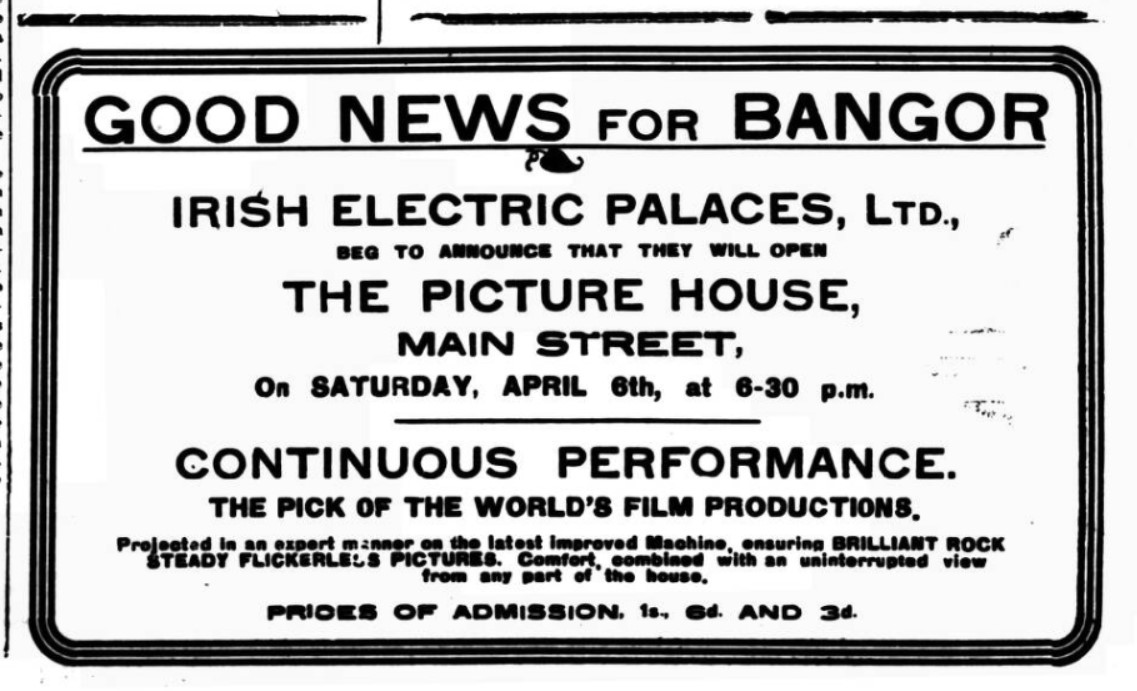 GOOD NEWS FOR BANGOR
IRISH ELECTRIC PALACES, LTD.,
BEG TO ANNOUNCE THAT THEY WILL OPEN
THE PICTURE HOUSE,
MAIN STREET,
On SATURDAY, APRIL 6th, at 6-30 p.m.
CONTINUOUS PERFORMANCE.
THE PICK OF THE WORLD'S FILM PRODUCTIONS.
Projected in an expert manner on the latest improved Machine, ensuring BRILLIANT ROCK
STEADY FLICKERLESS PICTURES. Comfort, combined with an uninterrupted view
from any part of the house.
PRICES OF ADMISSION, 1s., 6d. AND 3d.